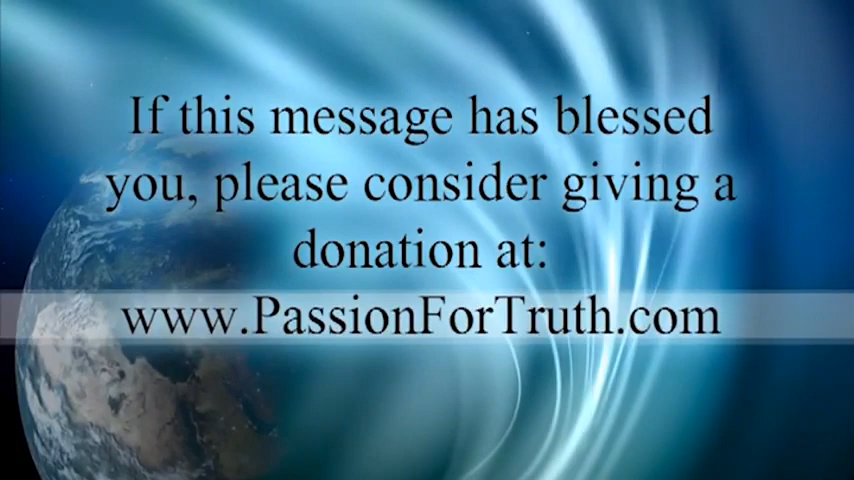 If this message has blessed
you, please consider giving a
donation at:
www.PassionForTruth.com